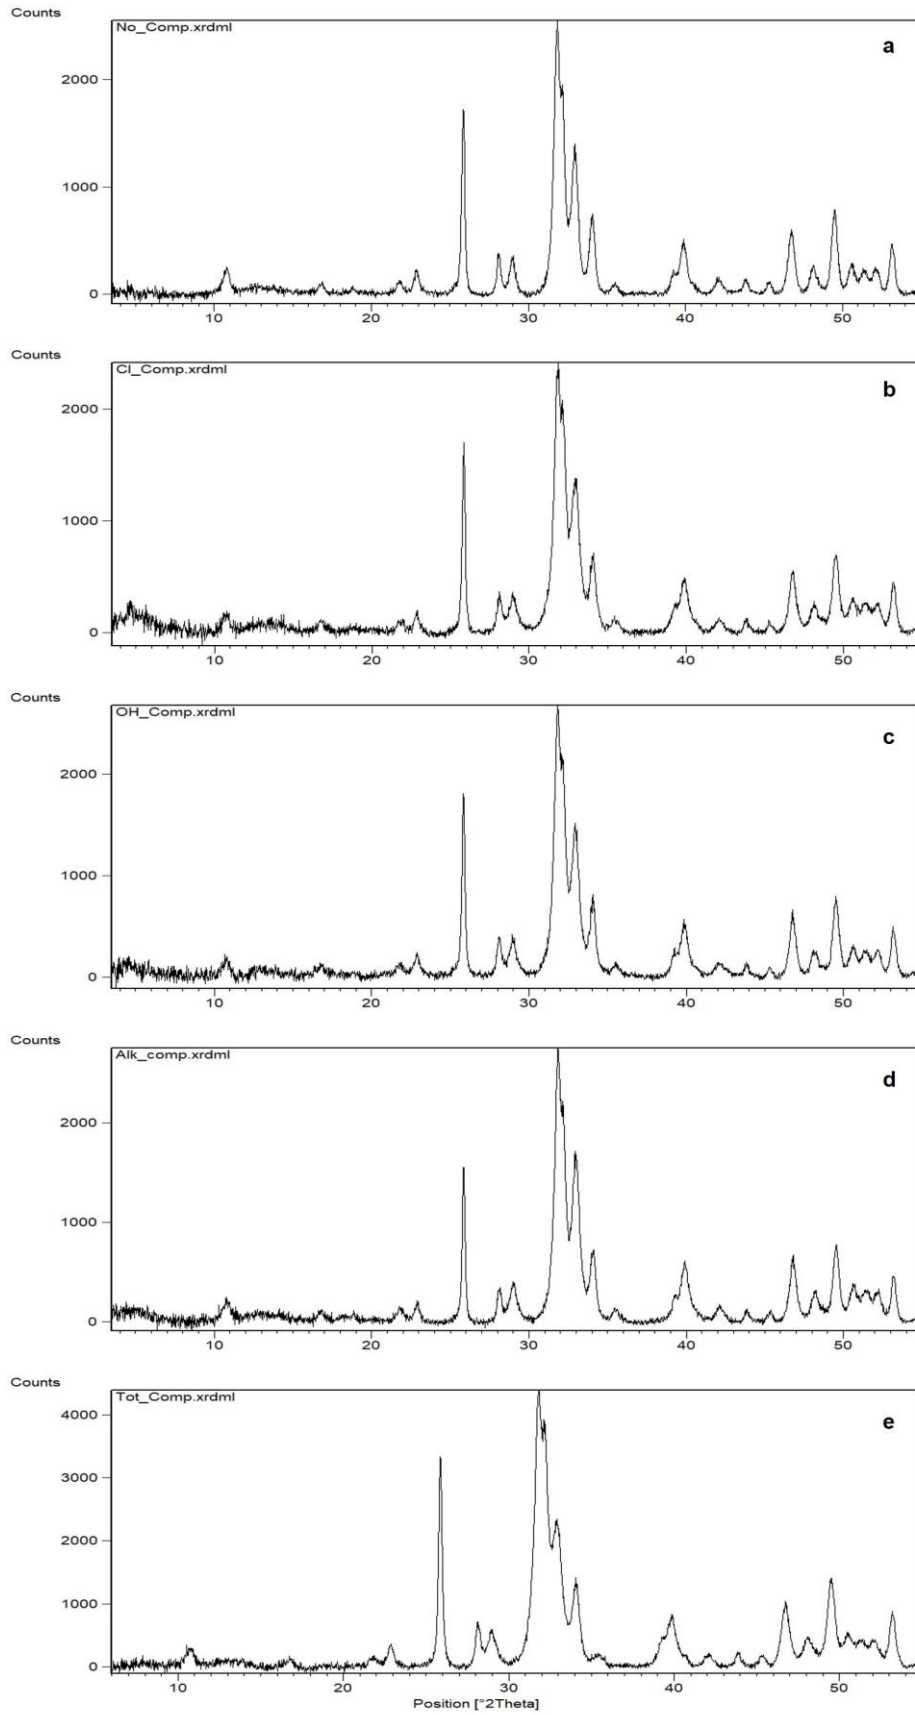 Counts
No_Comp.xrdml
a
2000
1000
0
10 20 30 40 50
Counts
Cl_Comp.xrdml
b
2000
1000
0
10 20 30 40 50
Counts
OH_Comp.xrdml
c
2000
1000
0
10 20 30 40 50
Counts
Alk_comp.xrdml
d
2000
1000
0
10 20 30 40 50
Counts
Tot_Comp.xrdml
e
4000
3000
2000
1000
0
10 20 30 40 50
Position [°2Theta]